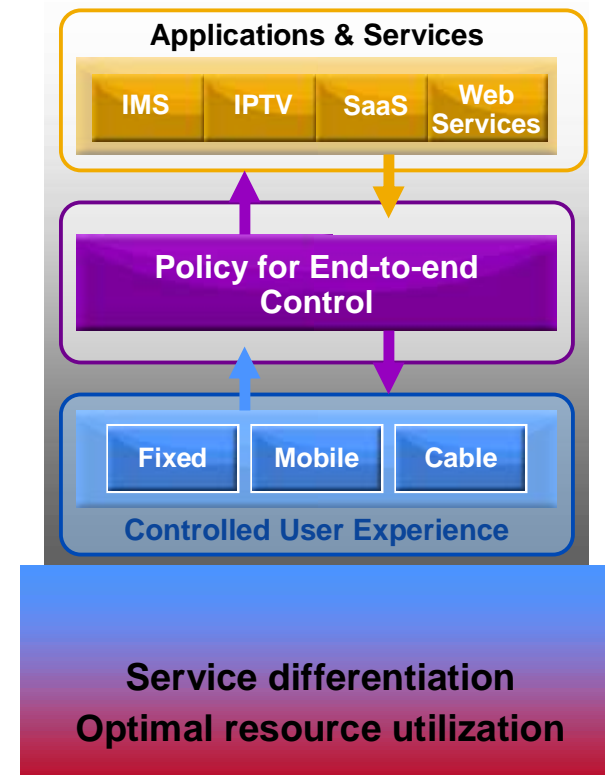 Applications & Services
IMS
IPTV
SaaS
Web
Services
Policy for End-to-end
Control
Fixed
Mobile
Cable
Controlled User Experience
Service differentiation
Optimal resource utilization